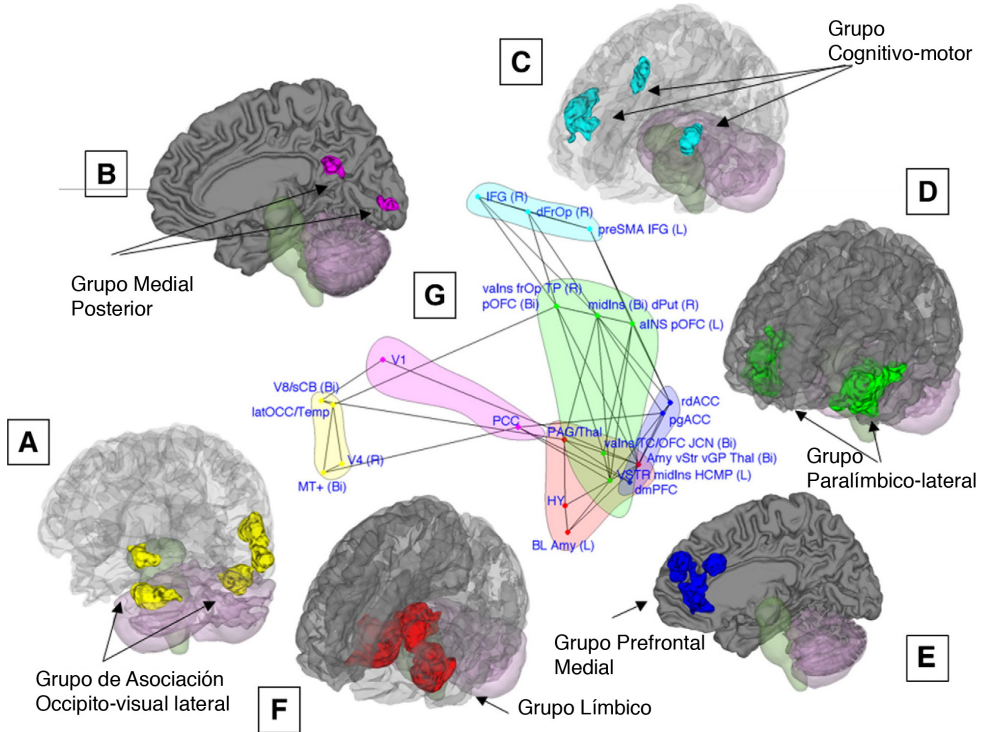 Grupo
Cognitivo-motor
C
B
D
IFG (R)
dFrOp (R)
preSMA IFG (L)
Grupo Medial
Posterior
G
vaIns frOp TP (R)
pOFC (Bi)
midIns (Bi) dPut (R)
aINS pOFC (L)
V1
V8/sCB (Bi)
latOCC/Temp
rdACC
pgACC
PCC
PAG/Thal
vaIns/TC/OFC JCN (Bi)
Amy vStr vGP Thal (Bi)
VSTR midIns HCMP (L)
dmPFC
V4 (R)
MT+ (Bi)
HY
BL Amy (L)
A
Grupo
Paralímbico-lateral
Grupo Prefrontal
Medial
E
Grupo de Asociación
Occipito-visual lateral
F
Grupo Límbico